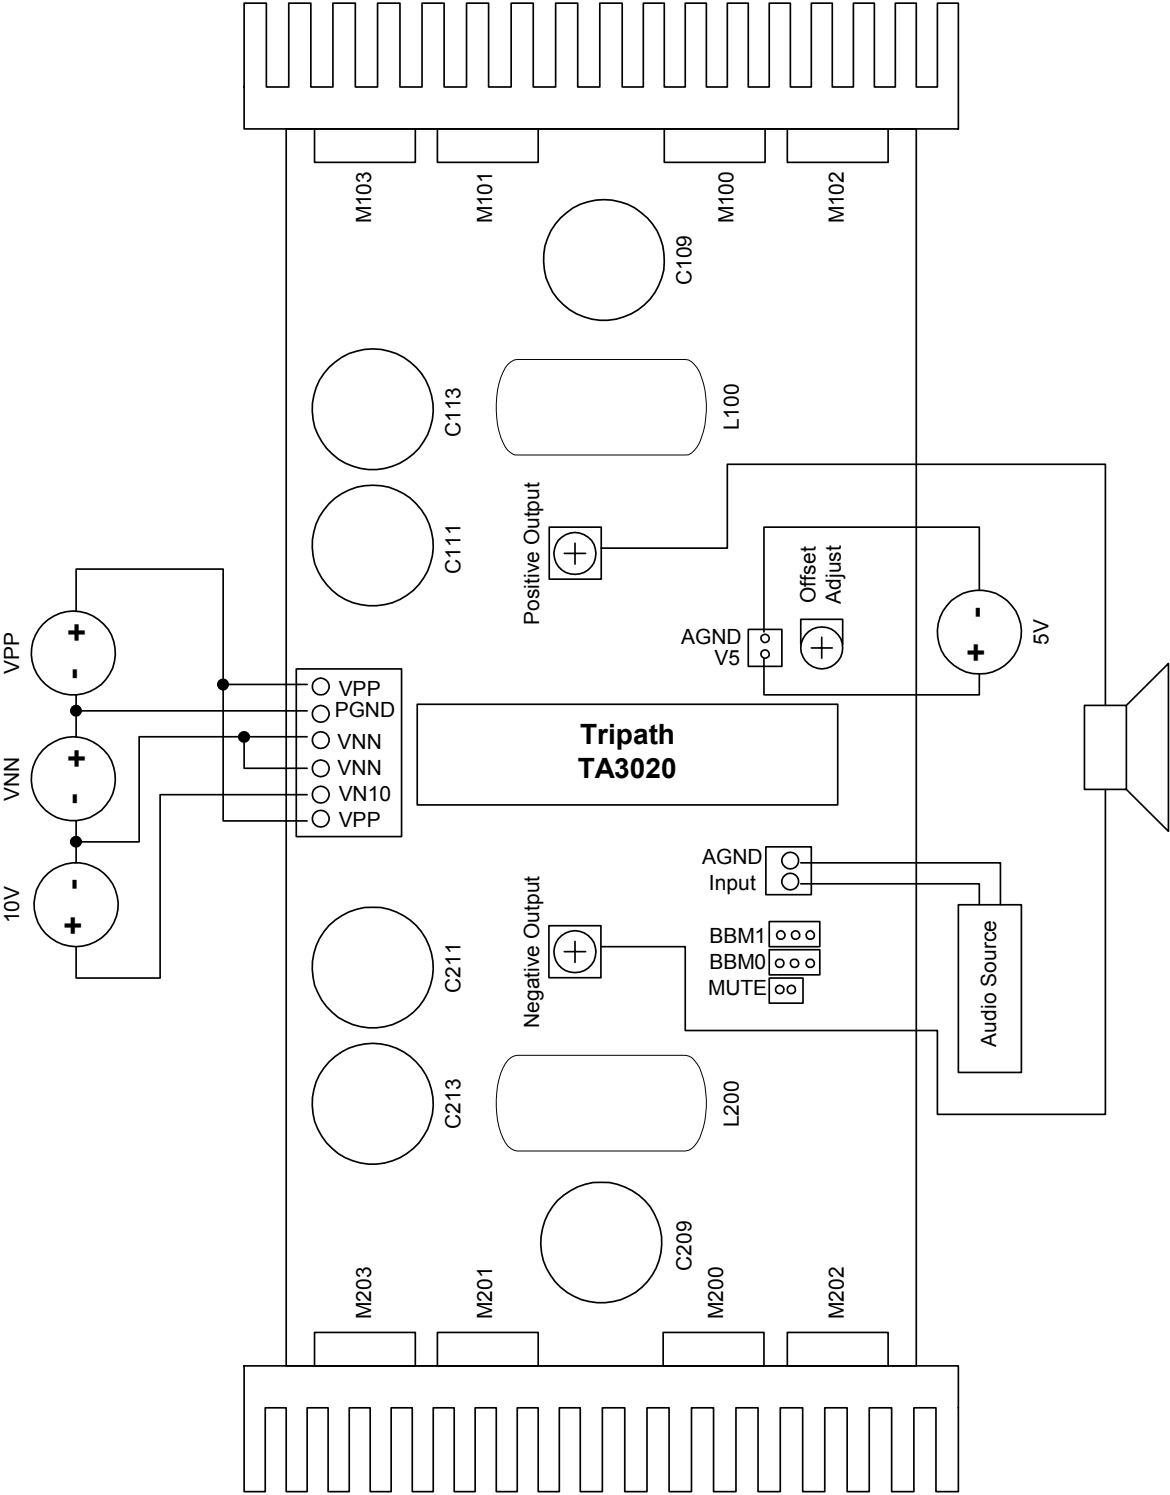 M103
M101
M100
M102
C109
C113
L100
C111
Positive Output
Offset
Adjust
AGND
V5
-
+
5V
VPP
+
-
VNN
+
-
10V
-
+
VPP
PGND
VNN
VNN
VN10
VPP
Tripath
TA3020
AGND
Input
BBM1
BBM0
MUTE
Audio Source
C211
Negative Output
C213
L200
C209
M203
M201
M200
M202